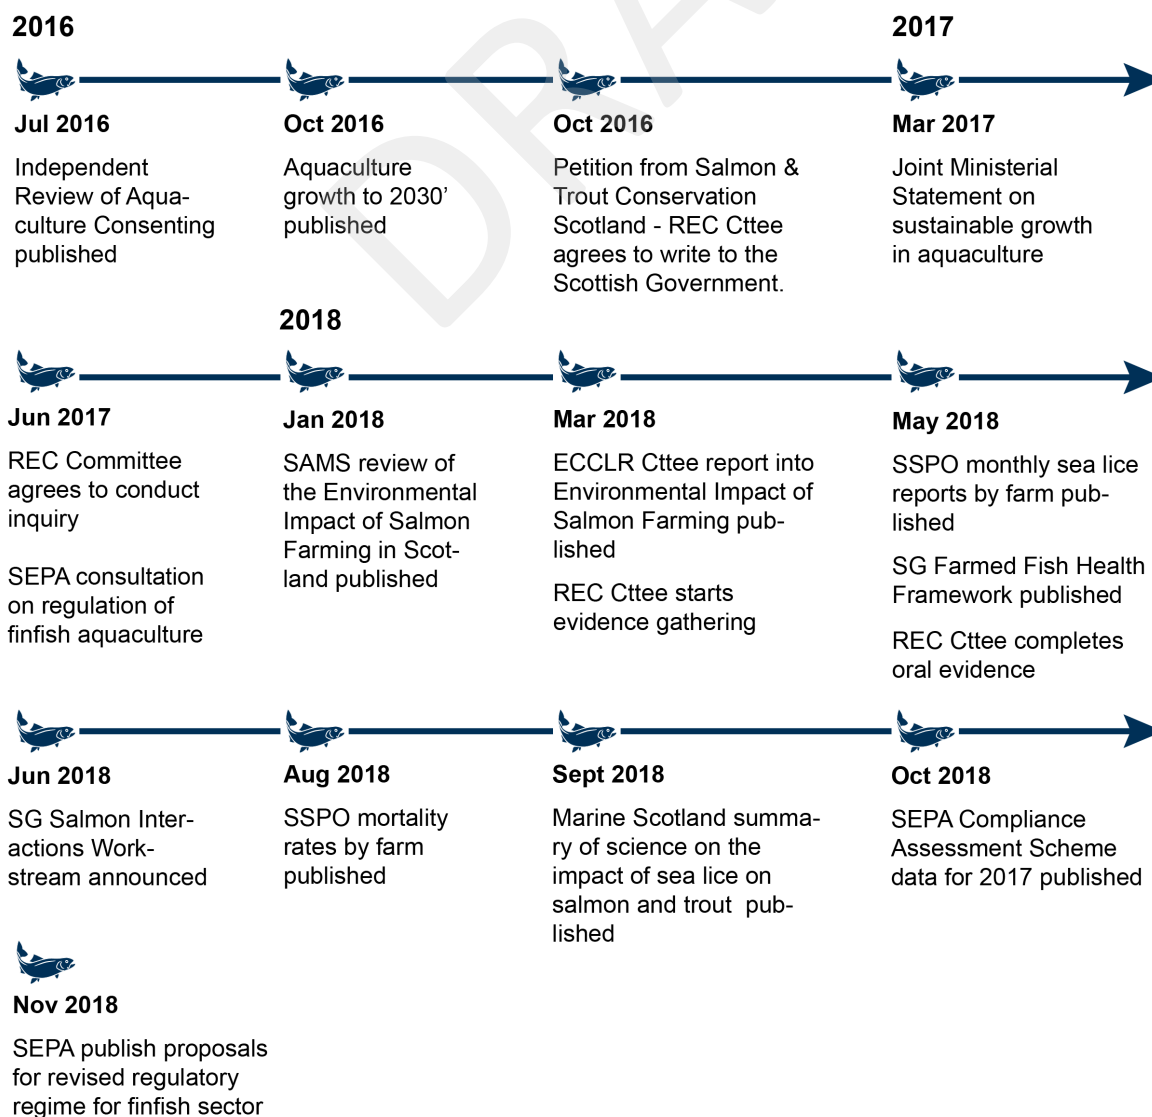 2016
2017
Jul 2016
Independent
Review of Aqua-
culture Consenting
published
Oct 2016
Aquaculture
growth to 2030’
published
Oct 2016
Petition from Salmon &
Trout Conservation
Scotland - REC Cttee
agrees to write to the
Scottish Government.
Mar 2017
Joint Ministerial
Statement on
sustainable growth
in aquaculture
2018
Jun 2017
REC Committee
agrees to conduct
inquiry
SEPA consultation
on regulation of
finfish aquaculture
Jan 2018
SAMS review of
the Environmental
Impact of Salmon
Farming in Scot-
land published
Mar 2018
ECCLR Cttee report into
Environmental Impact of
Salmon Farming pub-
lished
REC Cttee starts
evidence gathering
May 2018
SSPO monthly sea lice
reports by farm pub-
lished
SG Farmed Fish Health
Framework published
REC Cttee completes
oral evidence
Jun 2018
SG Salmon Inter-
actions Work-
stream announced
Aug 2018
SSPO mortality
rates by farm
published
Sept 2018
Marine Scotland summa-
ry of science on the
impact of sea lice on
salmon and trout  pub-
lished
Oct 2018
SEPA Compliance
Assessment Scheme
data for 2017 published
Nov 2018
SEPA publish proposals
for revised regulatory
regime for finfish sector
DRA